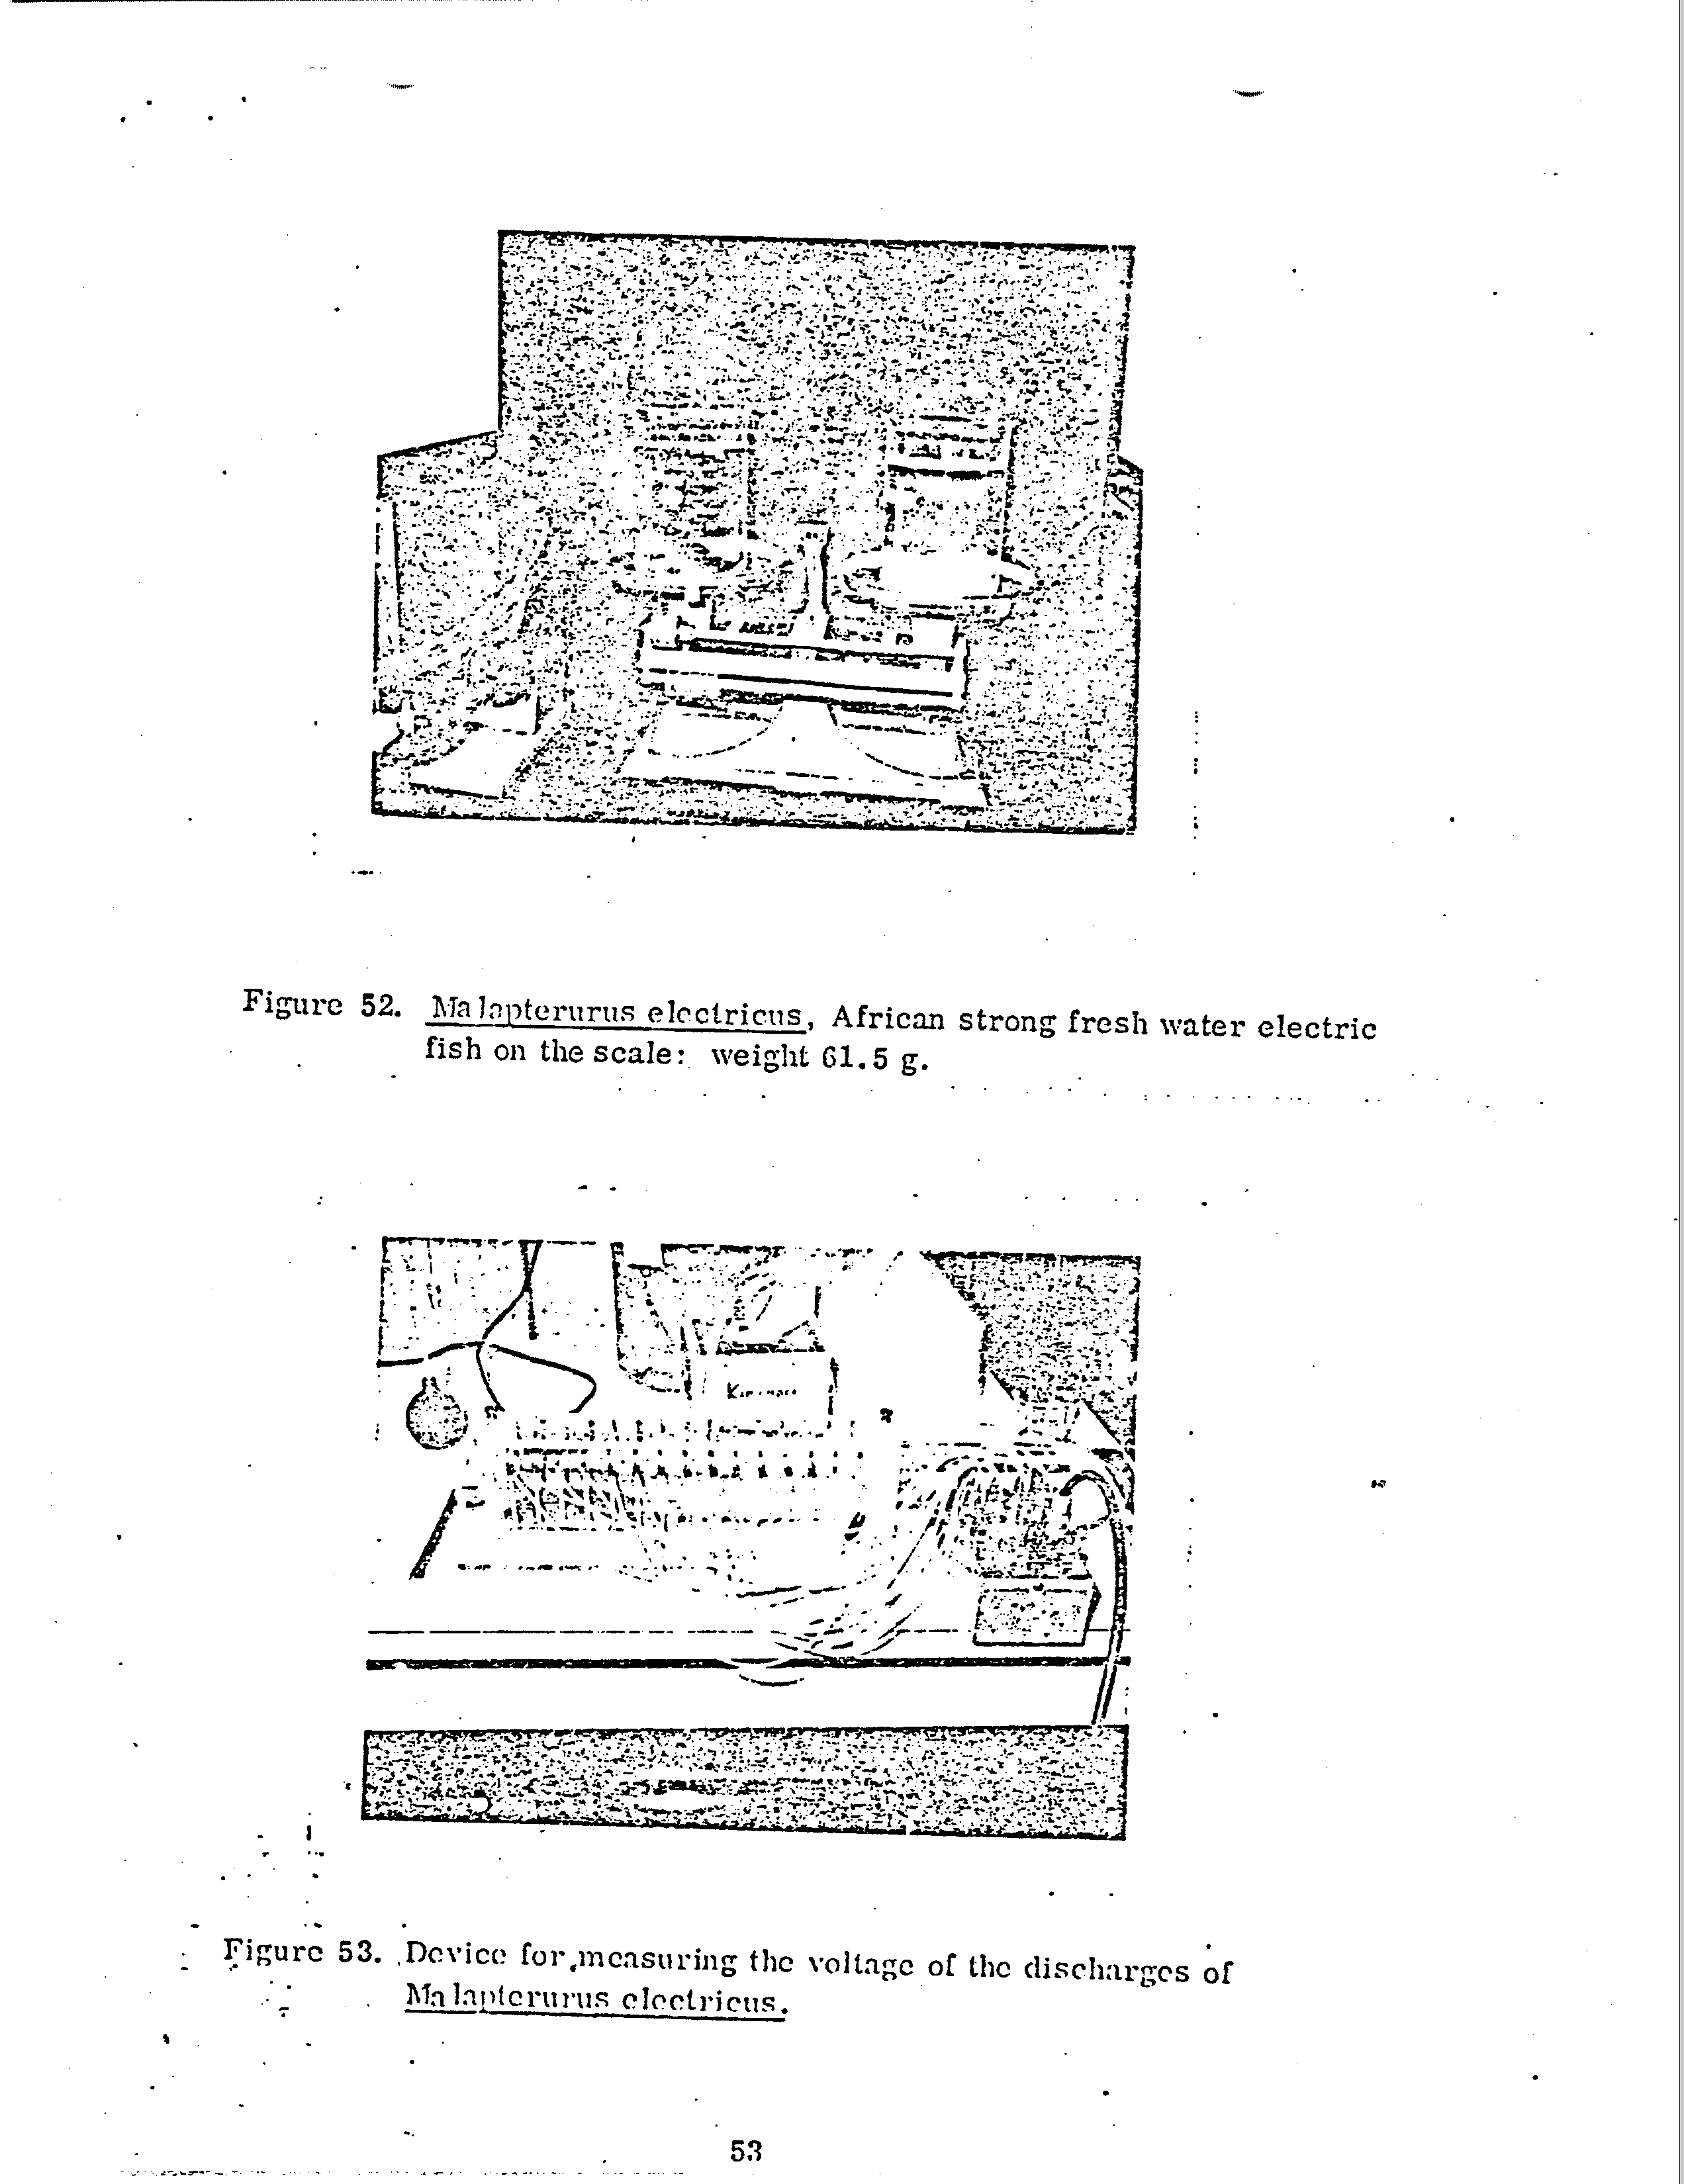 Figure 52. Malapterurus electricus, African strong fresh water electric
fish on the scale: weight 61.5 g.
Figure 53. Device for measuring the voltage of the discharges of
Malapterurus electricus.
53